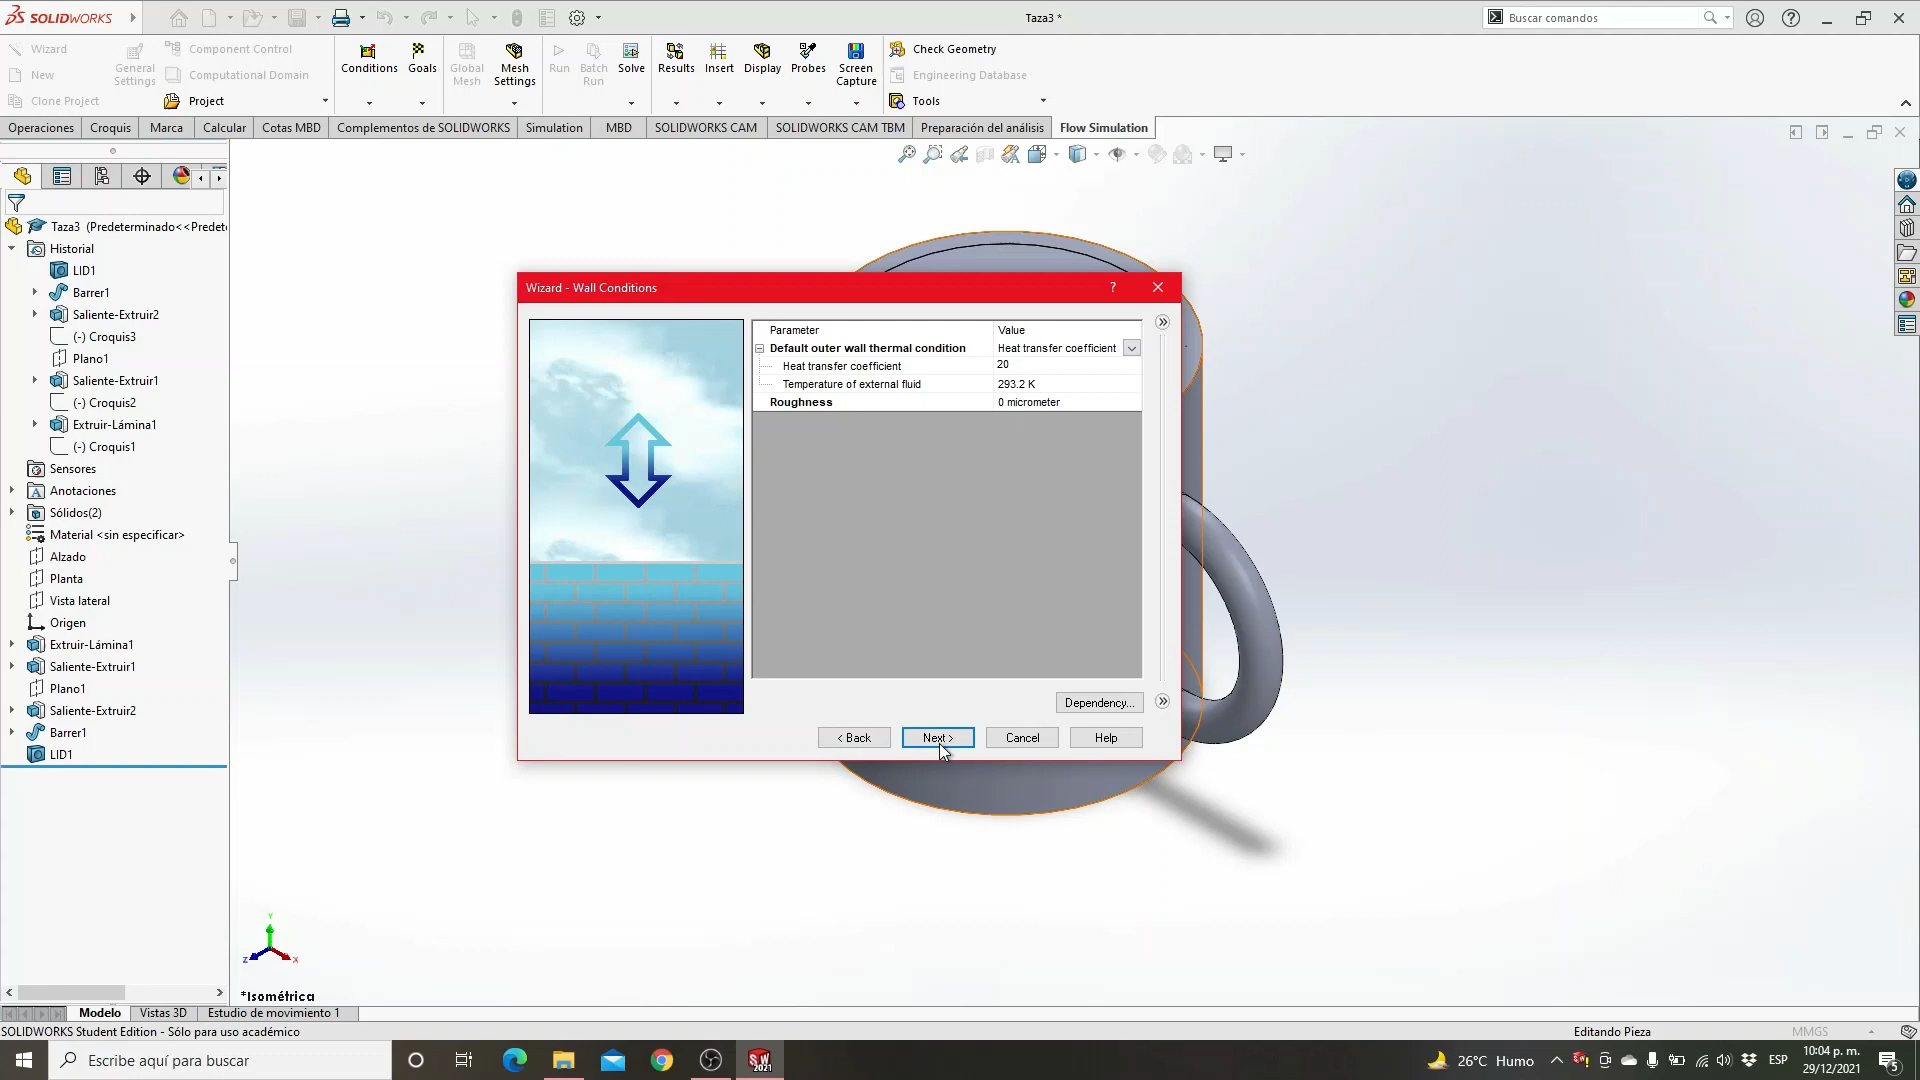 SOLIDWORKS
Taza3 *
Buscar comandos
Wizard
New
Clone Project
General Settings
Component Control
Computational Domain
Project
Conditions
Goals
Global Mesh
Mesh Settings
Run
Batch Run
Solve
Results
Insert
Display
Probes
Screen Capture
Check Geometry
Engineering Database
Tools
Operaciones
Croquis
Marca
Calcular
Cotas MBD
Complementos de SOLIDWORKS
Simulation
MBD
SOLIDWORKS CAM
SOLIDWORKS CAM TBM
Preparación del análisis
Flow Simulation
Taza3 (Predeterminado<<Predete
Historial
LID1
Barrer1
Saliente-Extruir2
(-) Croquis3
Plano1
Saliente-Extruir1
(-) Croquis2
Extruir-Lámina1
(-) Croquis1
Sensores
Anotaciones
Sólidos(2)
Material <sin especificar>
Alzado
Planta
Vista lateral
Origen
Extruir-Lámina1
Saliente-Extruir1
Plano1
Saliente-Extruir2
Barrer1
LID1
Wizard - Wall Conditions
?
Parameter Value
Default outer wall thermal condition Heat transfer coefficient
Heat transfer coefficient 20
Temperature of external fluid 293.2 K
Roughness 0 micrometer
Dependency...
< Back
Next >
Cancel
Help
Y
Z
X
*Isométrica
Modelo
Vistas 3D
Estudio de movimiento 1
SOLIDWORKS Student Edition - Sólo para uso académico
Editando Pieza
MMGS
Escribe aquí para buscar
SW 2021
26°C Humo
ESP
10:04 p. m.
29/12/2021
5